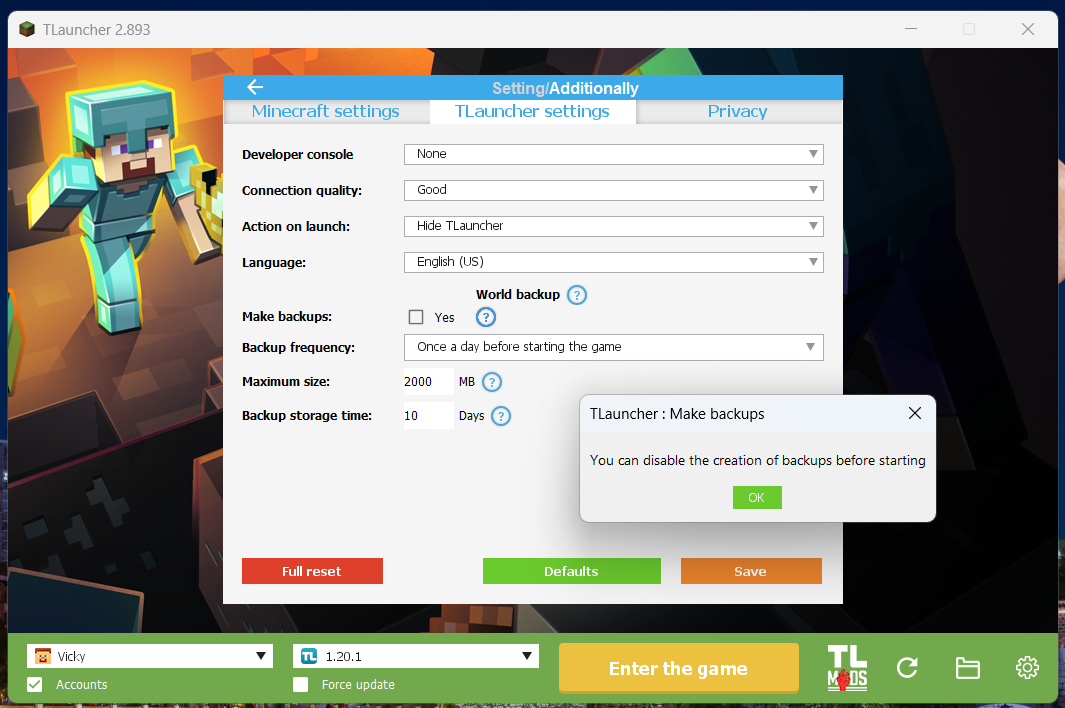 TLauncher 2.893
Setting/Additionally
Minecraft settings TLauncher settings Privacy
Developer console None
Connection quality: Good
Action on launch: Hide TLauncher
Language: English (US)
World backup ?
Make backups: Yes ?
Backup frequency: Once a day before starting the game
Maximum size: 2000 MB ?
Backup storage time: 10 Days ?
TLauncher : Make backups
You can disable the creation of backups before starting
OK
Full reset Defaults Save
Vicky TL 1.20.1 Enter the game TL MODS
Accounts Force update